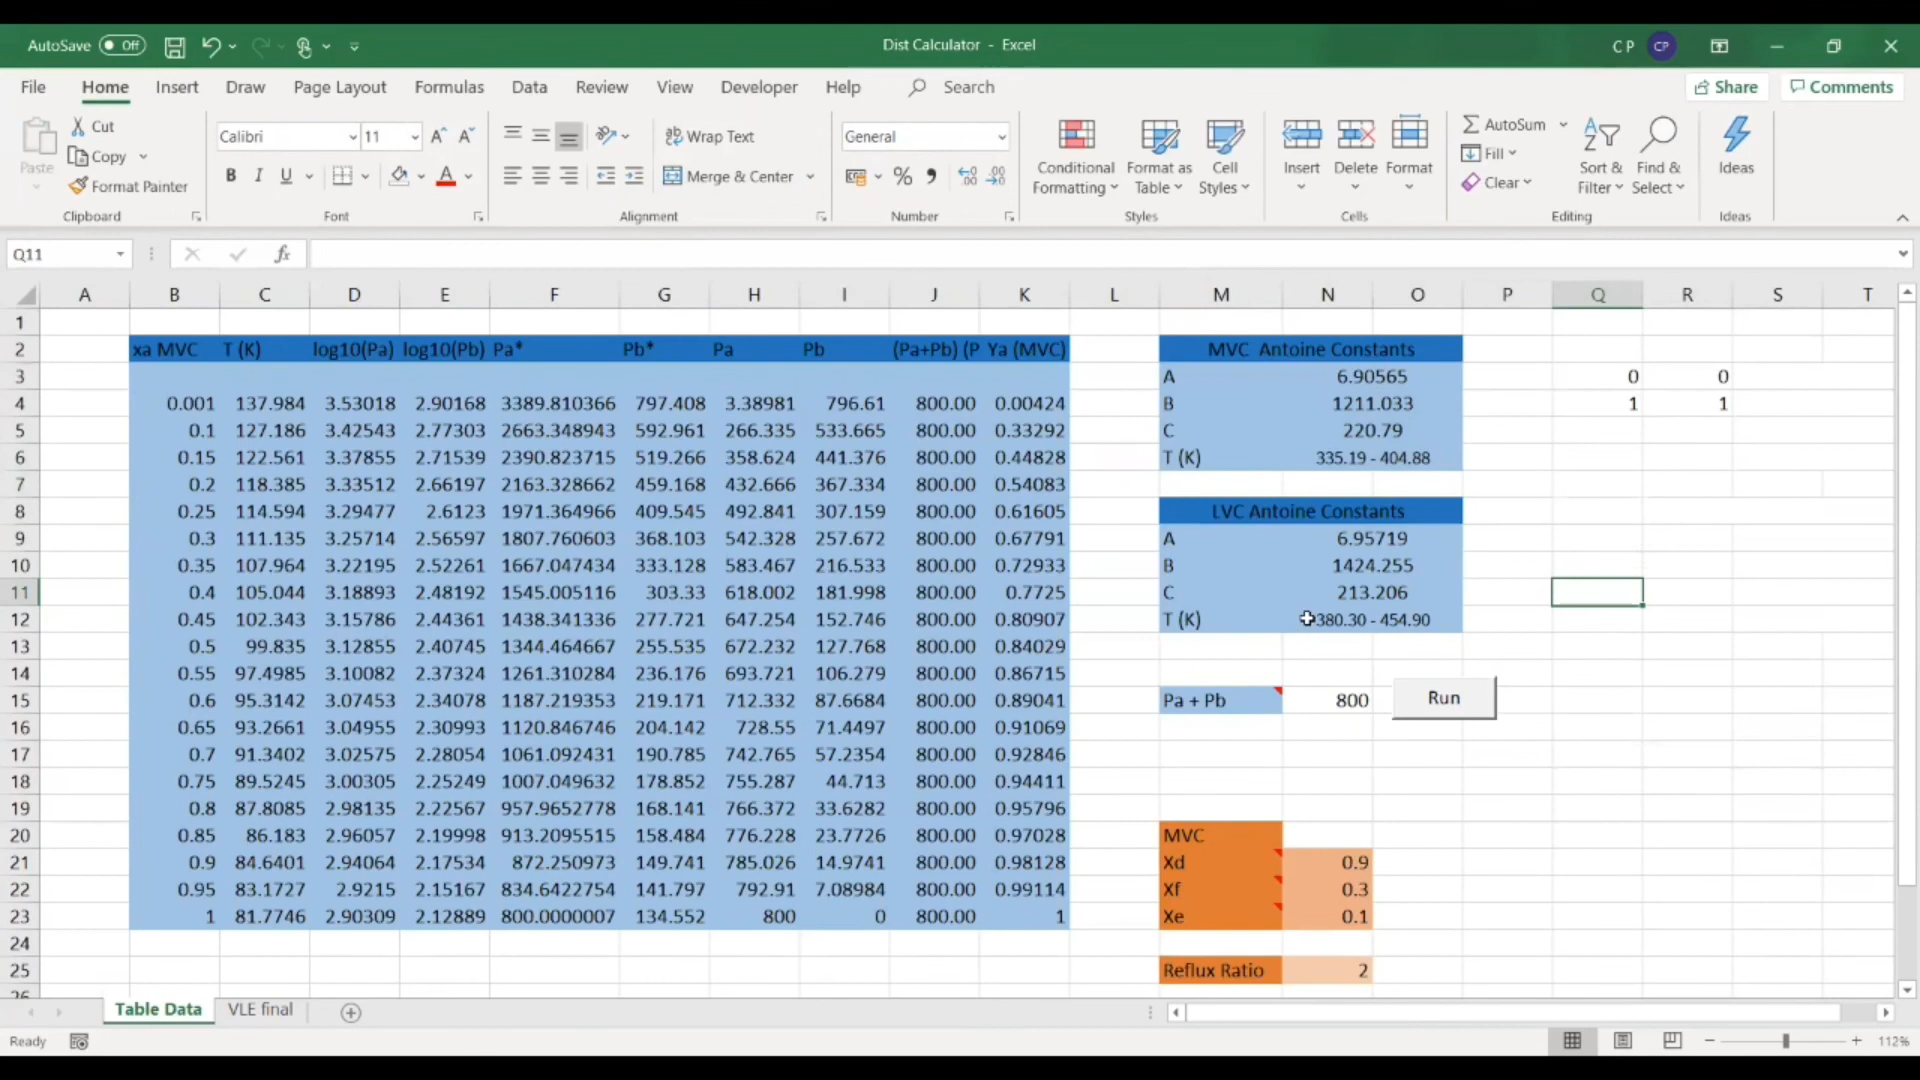 AutoSave Off
Dist Calculator - Excel
C P CP
File Home Insert Draw Page Layout Formulas Data Review View Developer Help Search
Share Comments
Paste
Cut
Copy
Format Painter
Clipboard
Calibri 11
B I U
Font
Wrap Text
Merge & Center
Alignment
General
Number
Conditional Formatting
Format as Table
Cell Styles
Styles
Insert Delete Format
Cells
AutoSum
Fill
Clear
Sort & Filter
Find & Select
Editing
Ideas
Ideas
Q11 fx
A B C D E F G H I J K L M N O P Q R S T
1
2 xa MVC T (K) log10(Pa) log10(Pb) Pa* Pb* Pa Pb (Pa+Pb) (P Ya (MVC) MVC Antoine Constants
3 A 6.90565 0 0
4 0.001 137.984 3.53018 2.90168 3389.810366 797.408 3.38981 796.61 800.00 0.00424 B 1211.033 1 1
5 0.1 127.186 3.42543 2.77303 2663.348943 592.961 266.335 533.665 800.00 0.33292 C 220.79
6 0.15 122.561 3.37855 2.71539 2390.823715 519.266 358.624 441.376 800.00 0.44828 T (K) 335.19 - 404.88
7 0.2 118.385 3.33512 2.66197 2163.328662 459.168 432.666 367.334 800.00 0.54083
8 0.25 114.594 3.29477 2.6123 1971.364966 409.545 492.841 307.159 800.00 0.61605 LVC Antoine Constants
9 0.3 111.135 3.25714 2.56597 1807.760603 368.103 542.328 257.672 800.00 0.67791 A 6.95719
10 0.35 107.964 3.22195 2.52261 1667.047434 333.128 583.467 216.533 800.00 0.72933 B 1424.255
11 0.4 105.044 3.18893 2.48192 1545.005116 303.33 618.002 181.998 800.00 0.7725 C 213.206
12 0.45 102.343 3.15786 2.44361 1438.341336 277.721 647.254 152.746 800.00 0.80907 T (K) 380.30 - 454.90
13 0.5 99.835 3.12855 2.40745 1344.464667 255.535 672.232 127.768 800.00 0.84029
14 0.55 97.4985 3.10082 2.37324 1261.310284 236.176 693.721 106.279 800.00 0.86715
15 0.6 95.3142 3.07453 2.34078 1187.219353 219.171 712.332 87.6684 800.00 0.89041 Pa + Pb 800 Run
16 0.65 93.2661 3.04955 2.30993 1120.846746 204.142 728.55 71.4497 800.00 0.91069
17 0.7 91.3402 3.02575 2.28054 1061.092431 190.785 742.765 57.2354 800.00 0.92846
18 0.75 89.5245 3.00305 2.25249 1007.049632 178.852 755.287 44.713 800.00 0.94411
19 0.8 87.8085 2.98135 2.22567 957.9652778 168.141 766.372 33.6282 800.00 0.95796
20 0.85 86.183 2.96057 2.19998 913.2095515 158.484 776.228 23.7726 800.00 0.97028 MVC
21 0.9 84.6401 2.94064 2.17534 872.250973 149.741 785.026 14.9741 800.00 0.98128 Xd 0.9
22 0.95 83.1727 2.9215 2.15167 834.6422754 141.797 792.91 7.08984 800.00 0.99114 Xf 0.3
23 1 81.7746 2.90309 2.12889 800.0000007 134.552 800 0 800.00 1 Xe 0.1
24
25 Reflux Ratio 2
26
Table Data VLE final
Ready
112%